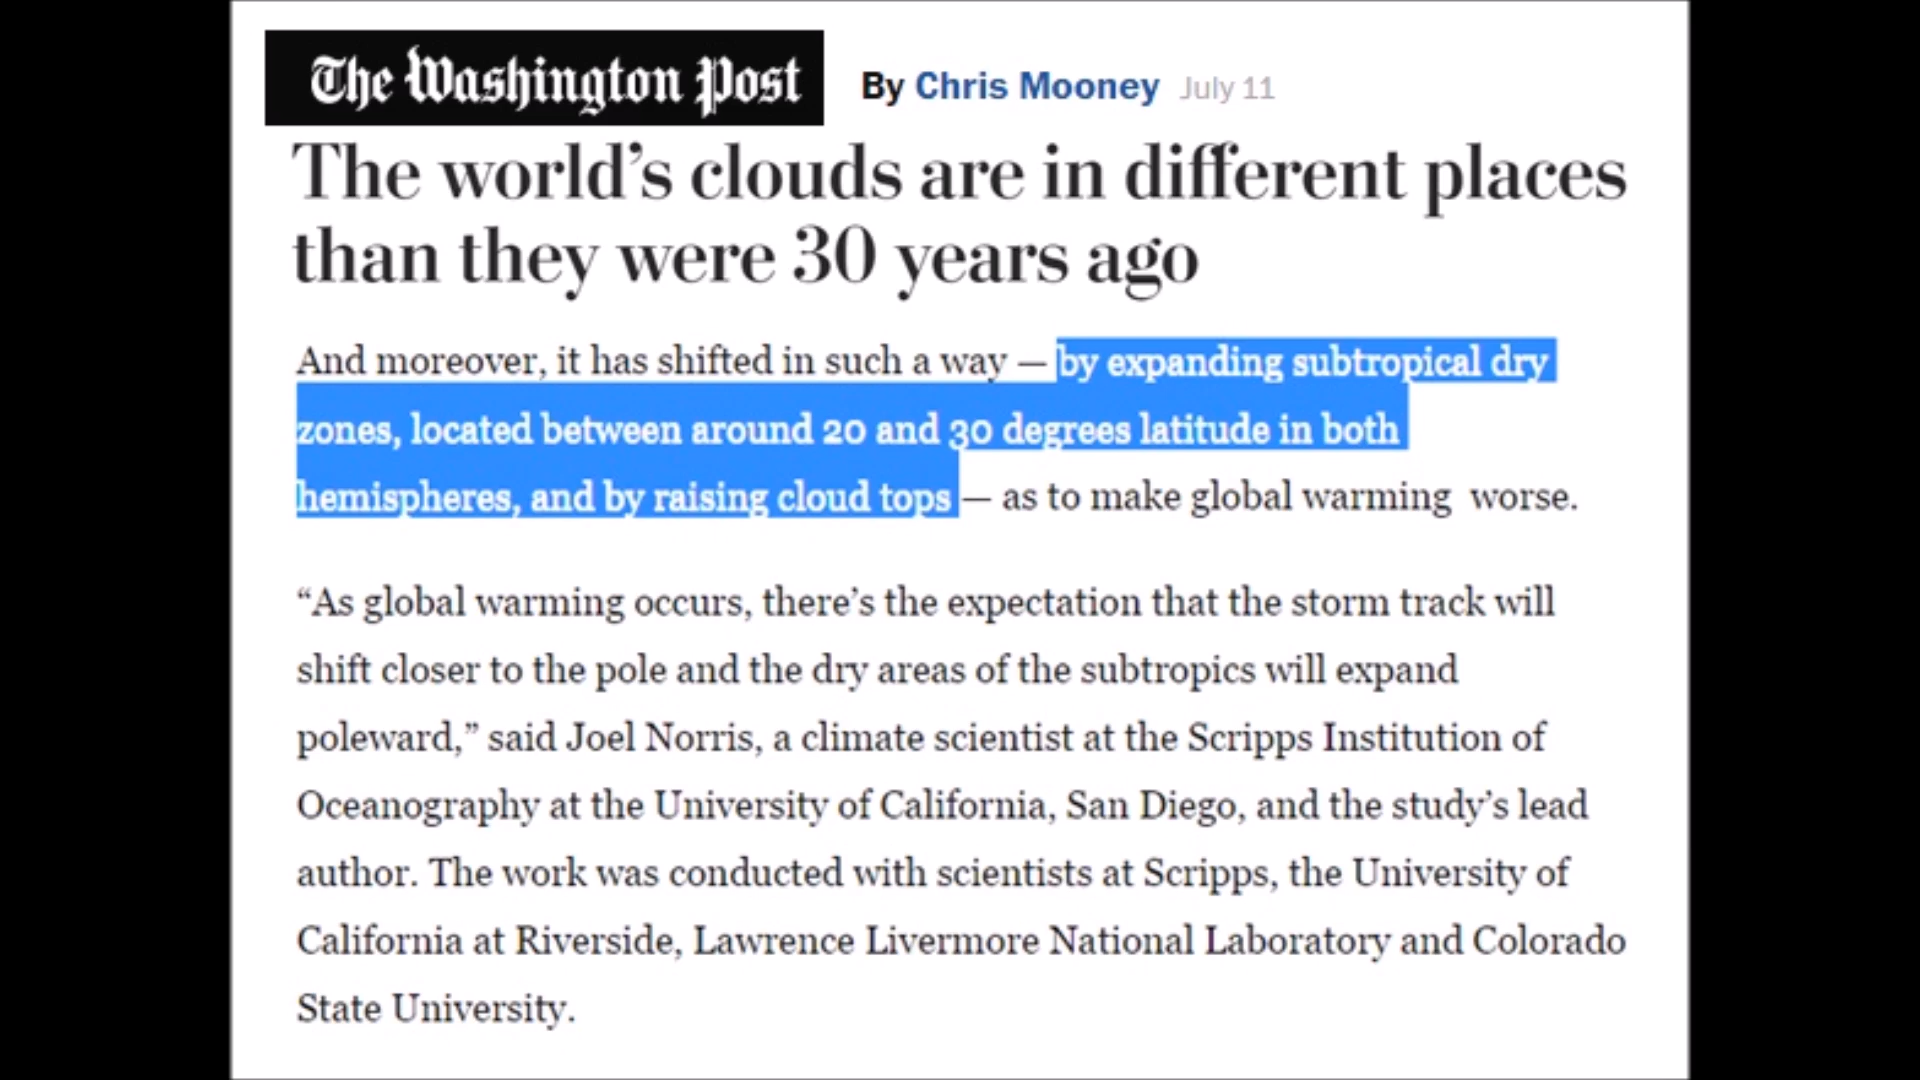 The Washington Post By Chris Mooney July 11
The world’s clouds are in different places
than they were 30 years ago
And moreover, it has shifted in such a way — by expanding subtropical dry
zones, located between around 20 and 30 degrees latitude in both
hemispheres, and by raising cloud tops — as to make global warming  worse.
“As global warming occurs, there’s the expectation that the storm track will
shift closer to the pole and the dry areas of the subtropics will expand
poleward,” said Joel Norris, a climate scientist at the Scripps Institution of
Oceanography at the University of California, San Diego, and the study’s lead
author. The work was conducted with scientists at Scripps, the University of
California at Riverside, Lawrence Livermore National Laboratory and Colorado
State University.